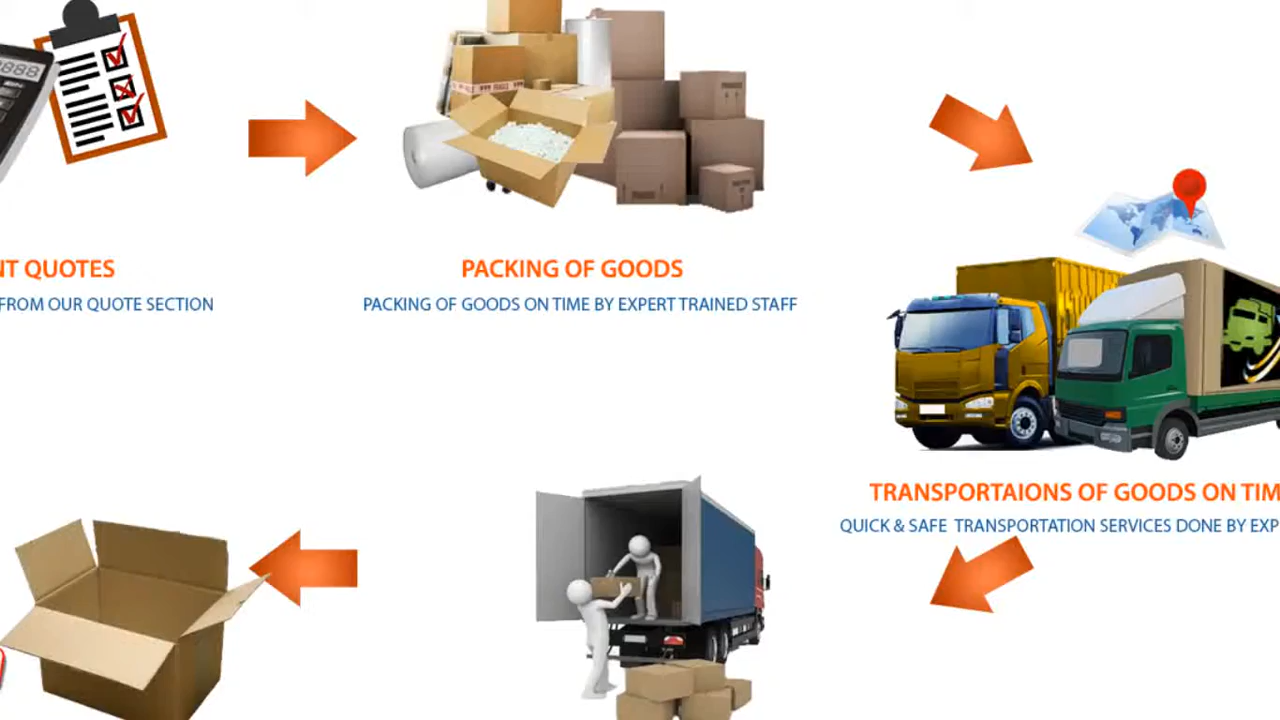 NT QUOTES
FROM OUR QUOTE SECTION
PACKING OF GOODS
PACKING OF GOODS ON TIME BY EXPERT TRAINED STAFF
TRANSPORTAIONS OF GOODS ON TIM
QUICK & SAFE TRANSPORTATION SERVICES DONE BY EXP